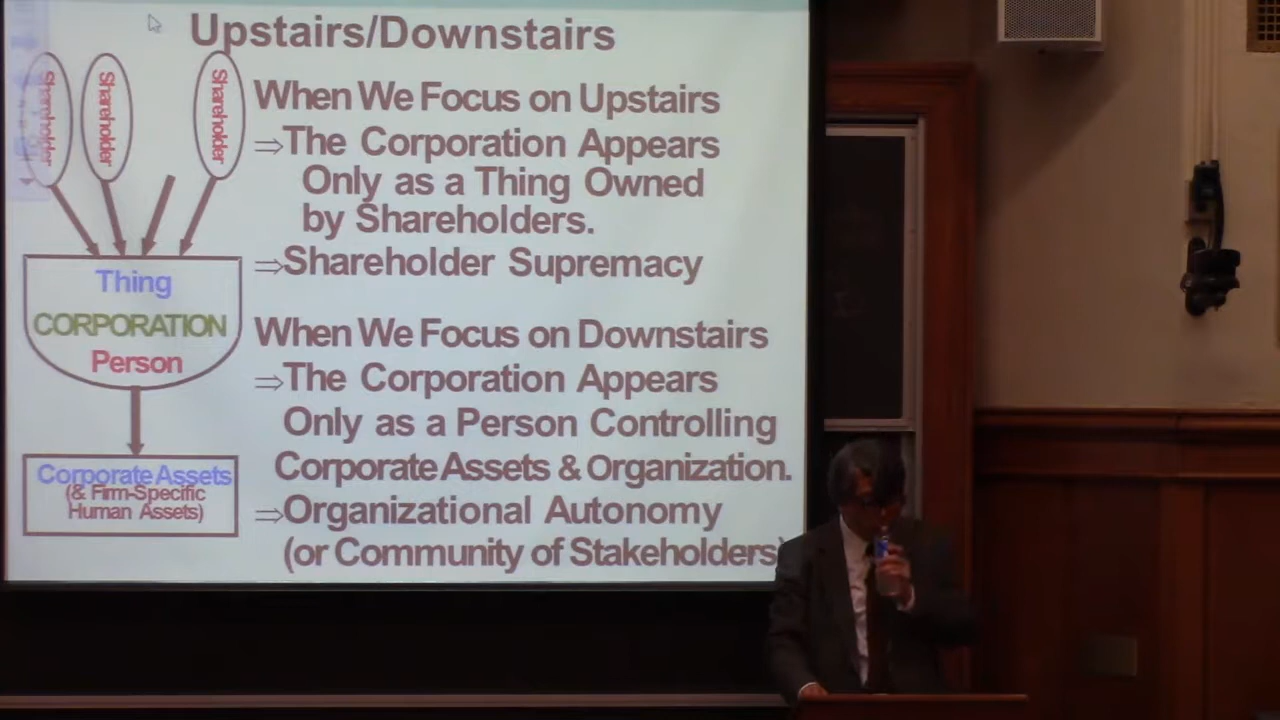 Upstairs/Downstairs
Shareholder
Shareholder
Shareholder
When We Focus on Upstairs
⇒The Corporation Appears
Only as a Thing Owned
by Shareholders.
⇒Shareholder Supremacy
Thing
CORPORATION
Person
When We Focus on Downstairs
⇒The Corporation Appears
Only as a Person Controlling
Corporate Assets & Organization.
⇒Organizational Autonomy
(or Community of Stakeholders)
Corporate Assets
(& Firm-Specific
Human Assets)